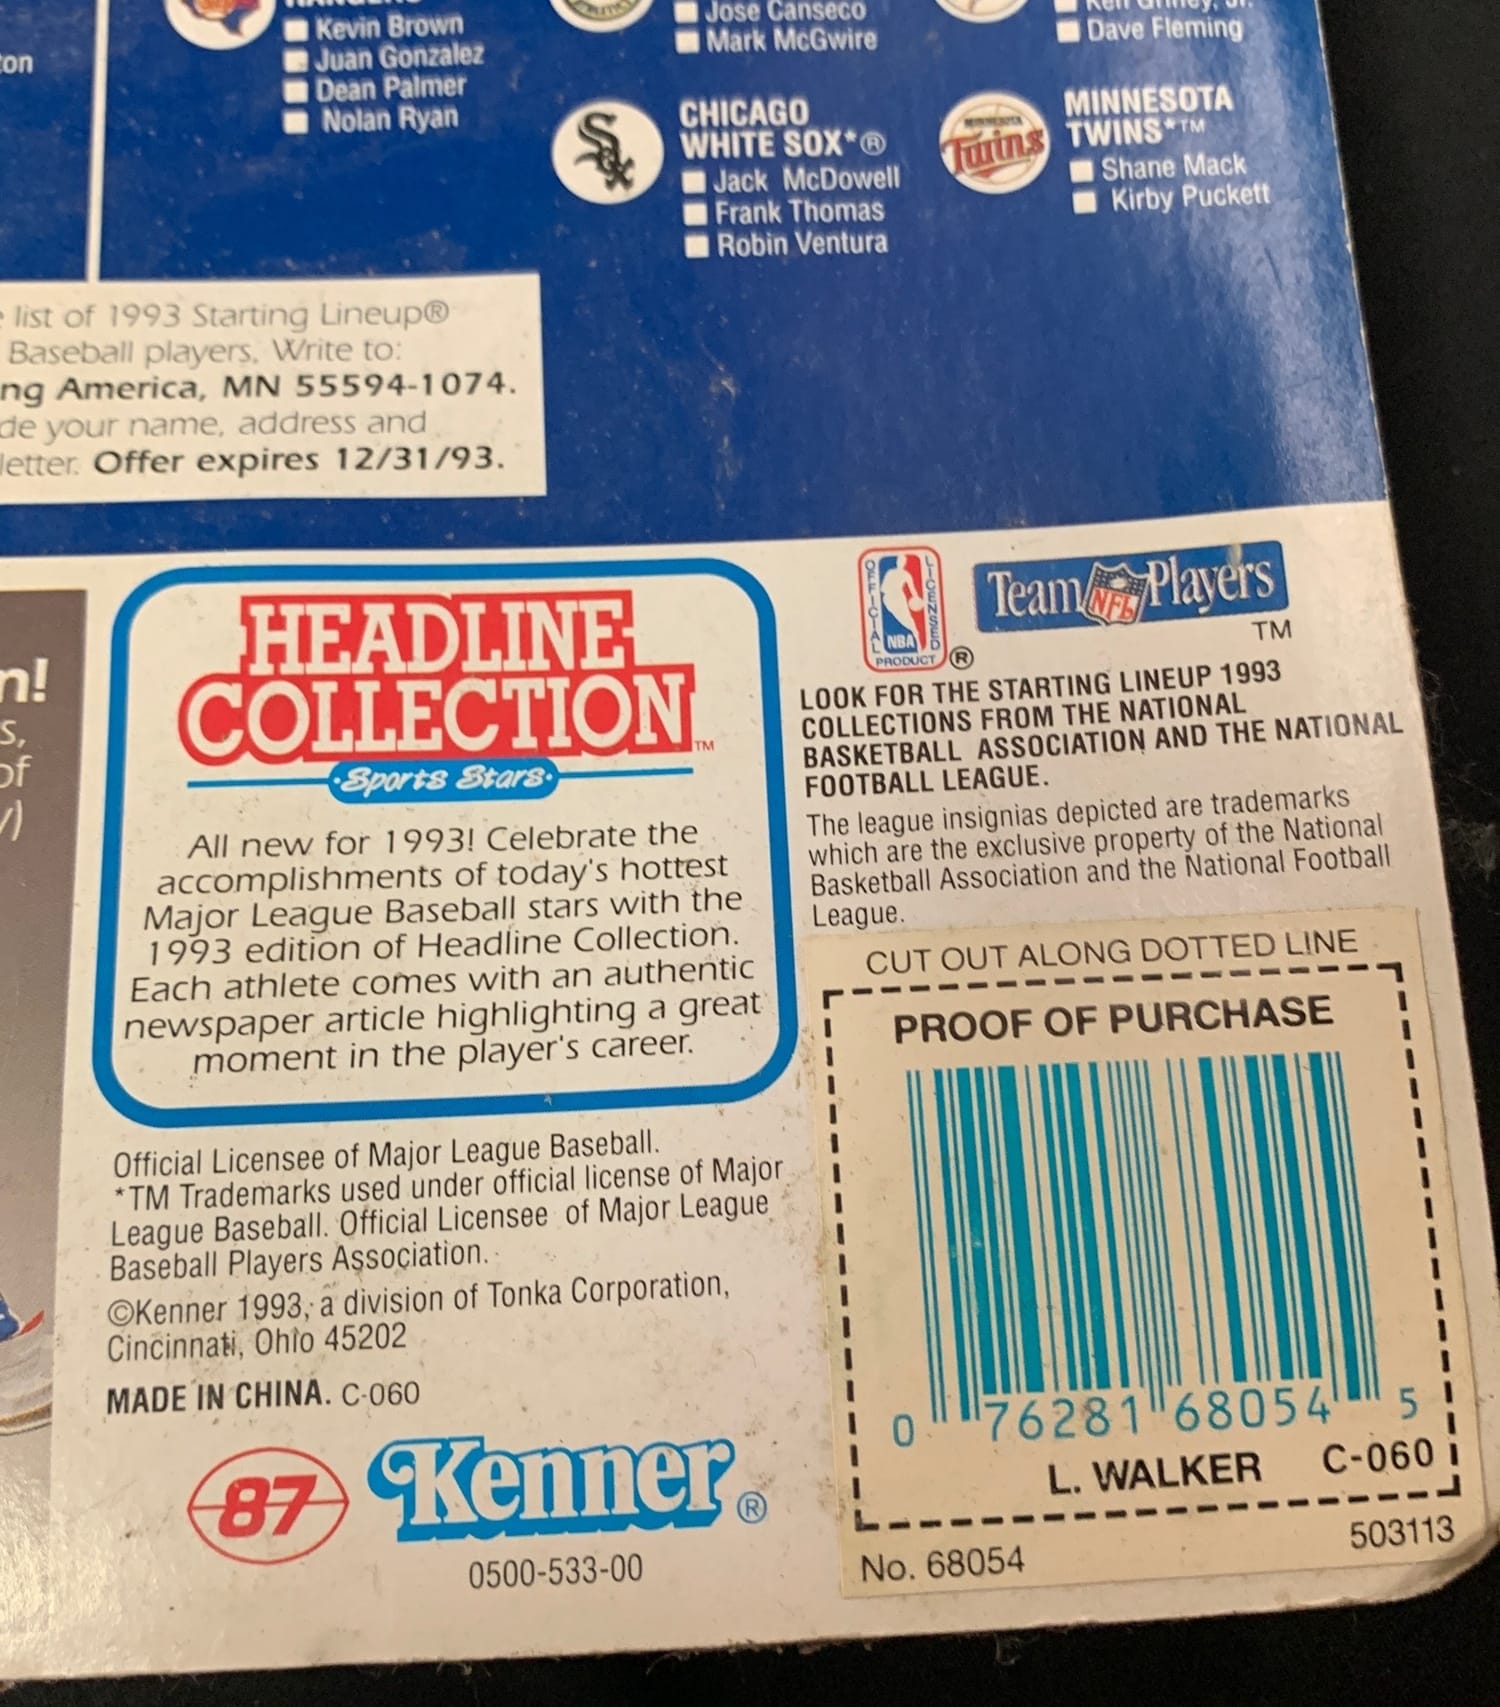 Kevin Brown
Juan Gonzalez
Dean Palmer
Nolan Ryan
Jose Canseco
Mark McGwire
CHICAGO
WHITE SOX*®
Jack McDowell
Frank Thomas
Robin Ventura
Sox
Dave Fleming
MINNESOTA
Twins
MINNESOTA
TWINS*™
Shane Mack
Kirby Puckett
list of 1993 Starting Lineup®
Baseball players. Write to:
ng America, MN 55594-1074.
de your name, address and
letter. Offer expires 12/31/93.
n!
s,
of
y)
HEADLINE
COLLECTION™
·Sports Stars·
All new for 1993! Celebrate the
accomplishments of today's hottest
Major League Baseball stars with the
1993 edition of Headline Collection.
Each athlete comes with an authentic
newspaper article highlighting a great
moment in the player's career.
Official Licensee of Major League Baseball.
*TM Trademarks used under official license of Major
League Baseball. Official Licensee of Major League
Baseball Players Association.
©Kenner 1993, a division of Tonka Corporation,
Cincinnati, Ohio 45202
MADE IN CHINA. C-060
87
Kenner®
0500-533-00
OFFICIAL LICENSED
NBA
PRODUCT ®
Team NFL Players
TM
LOOK FOR THE STARTING LINEUP 1993
COLLECTIONS FROM THE NATIONAL
BASKETBALL ASSOCIATION AND THE NATIONAL
FOOTBALL LEAGUE.
The league insignias depicted are trademarks
which are the exclusive property of the National
Basketball Association and the National Football
League.
CUT OUT ALONG DOTTED LINE
PROOF OF PURCHASE
0 76281 68054 5
L. WALKER C-060
No. 68054 503113